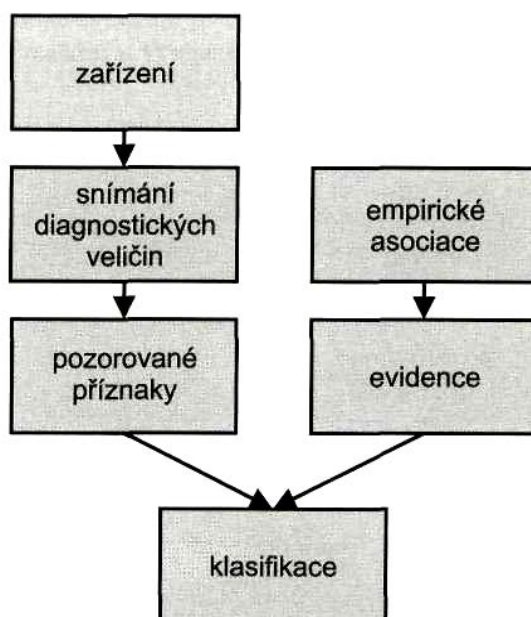 zařízení
snímání
diagnostických
veličin
empirické
asociace
pozorované
příznaky
evidence
klasifikace